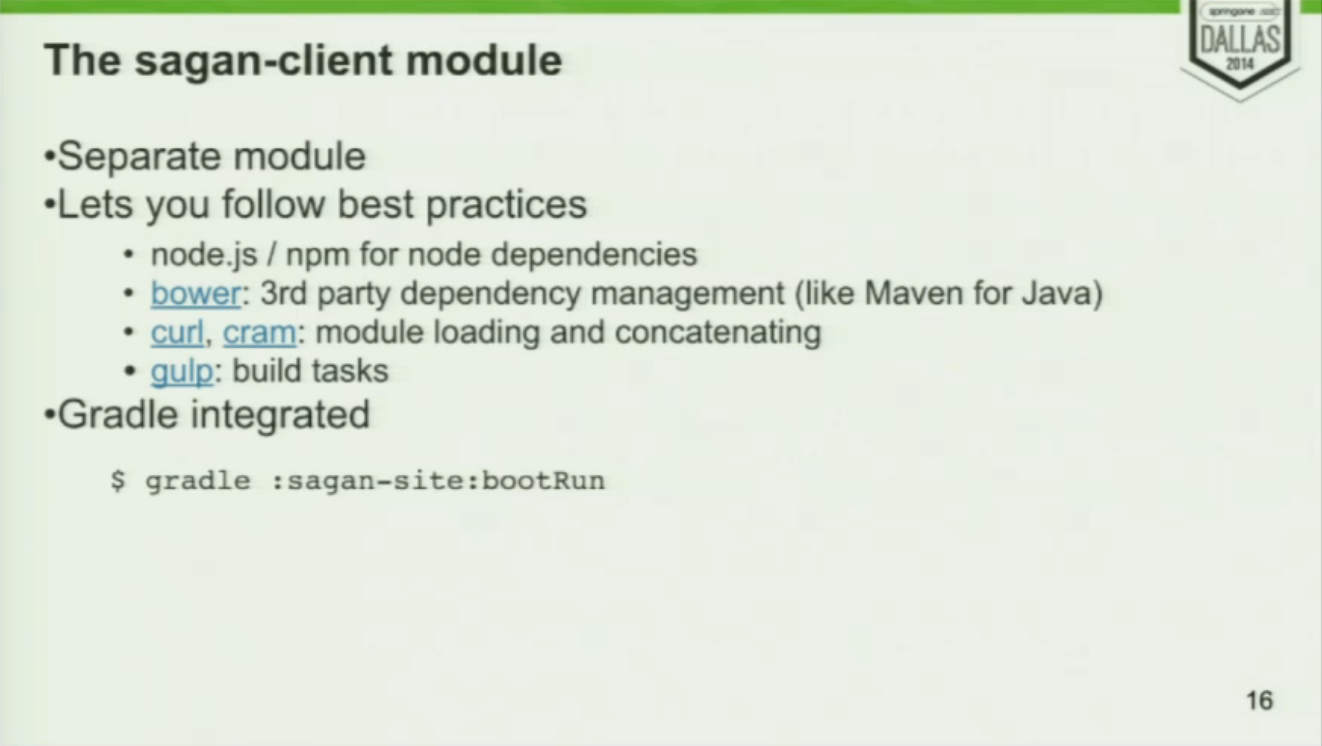 The sagan-client module
springone
DALLAS
2014
•Separate module
•Lets you follow best practices
• node.js / npm for node dependencies
• bower: 3rd party dependency management (like Maven for Java)
• curl, cram: module loading and concatenating
• gulp: build tasks
•Gradle integrated
$ gradle :sagan-site:bootRun
16